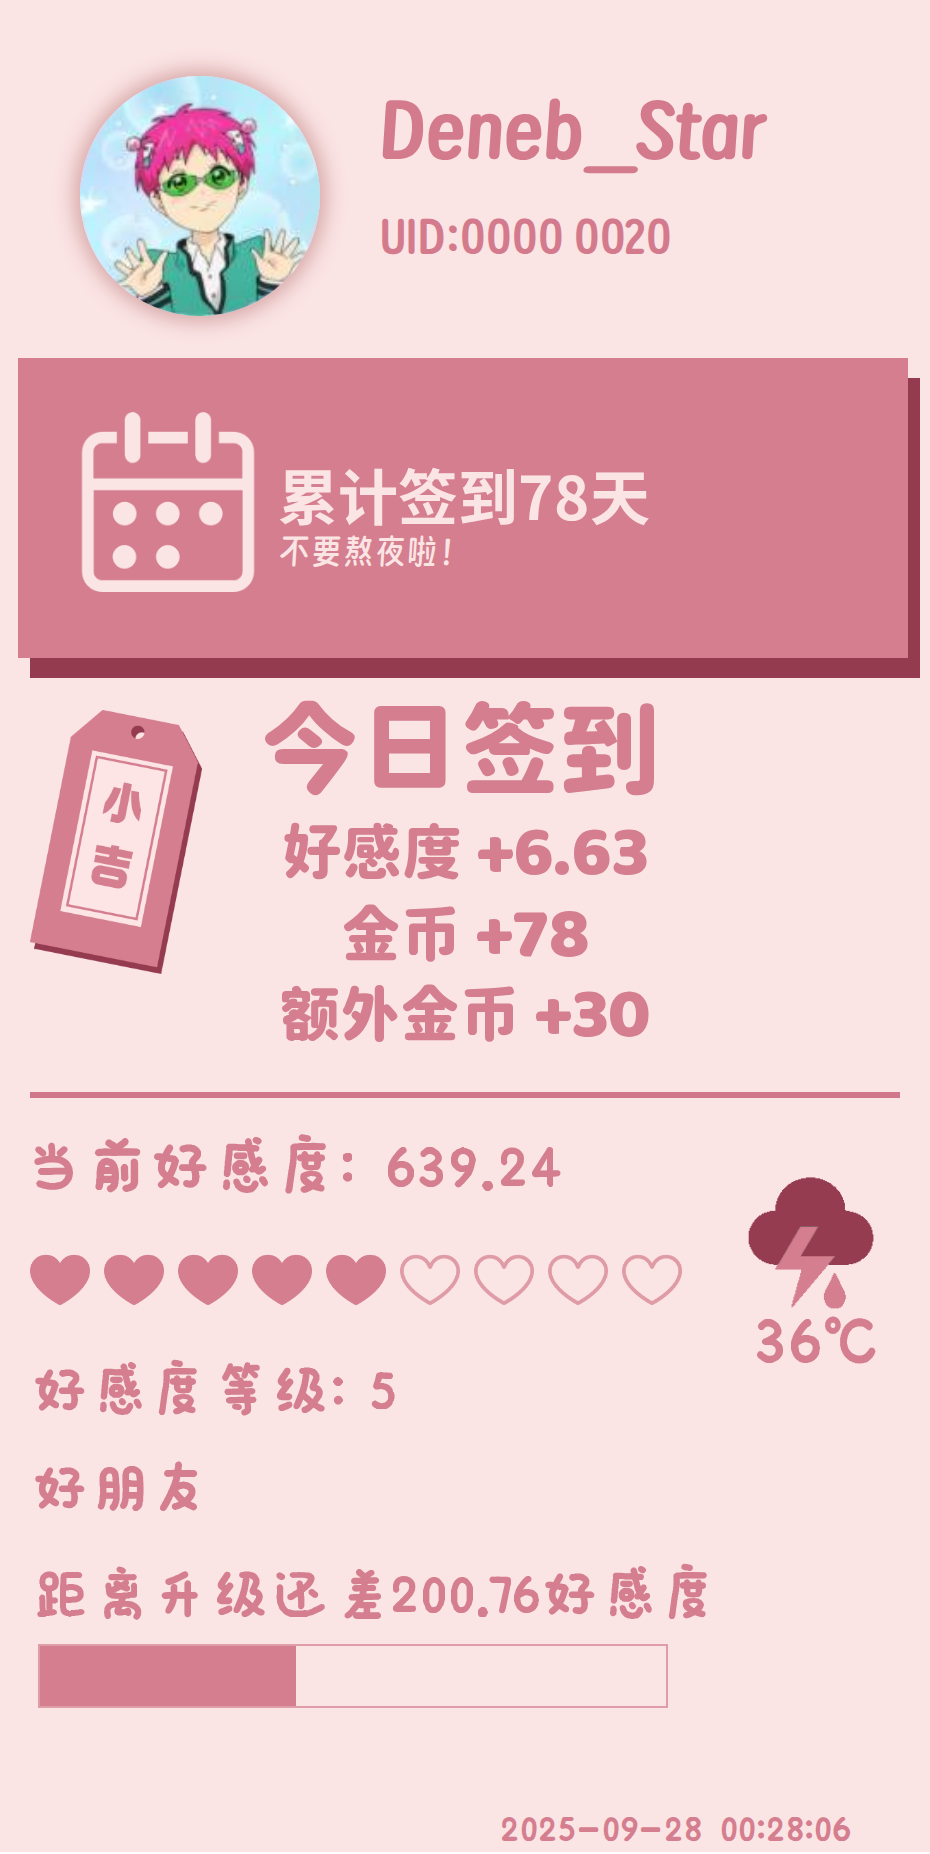 Deneb__Star
UID:0000 0020
累计签到78天
不要熬夜啦！
小
吉
今日签到
好感度 +6.63
金币 +78
额外金币 +30
当前好感度：639.24
36℃
好感度等级：5
好朋友
距离升级还差200.76好感度
2025-09-28 00:28:06